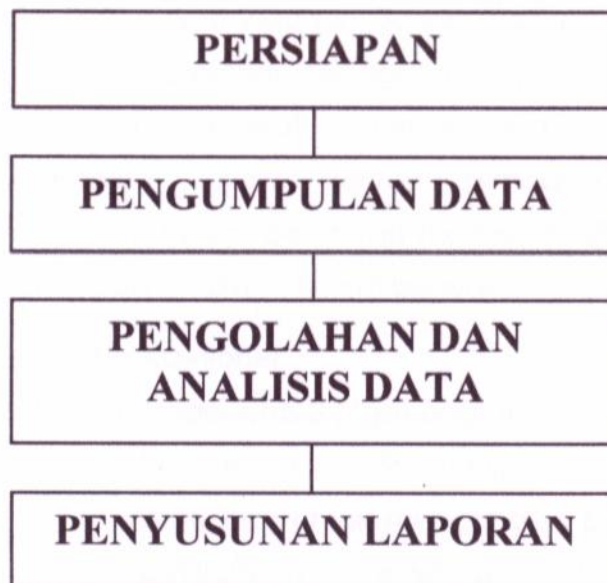 PERSIAPAN
PENGUMPULAN DATA
PENGOLAHAN DAN
ANALISIS DATA
PENYUSUNAN LAPORAN